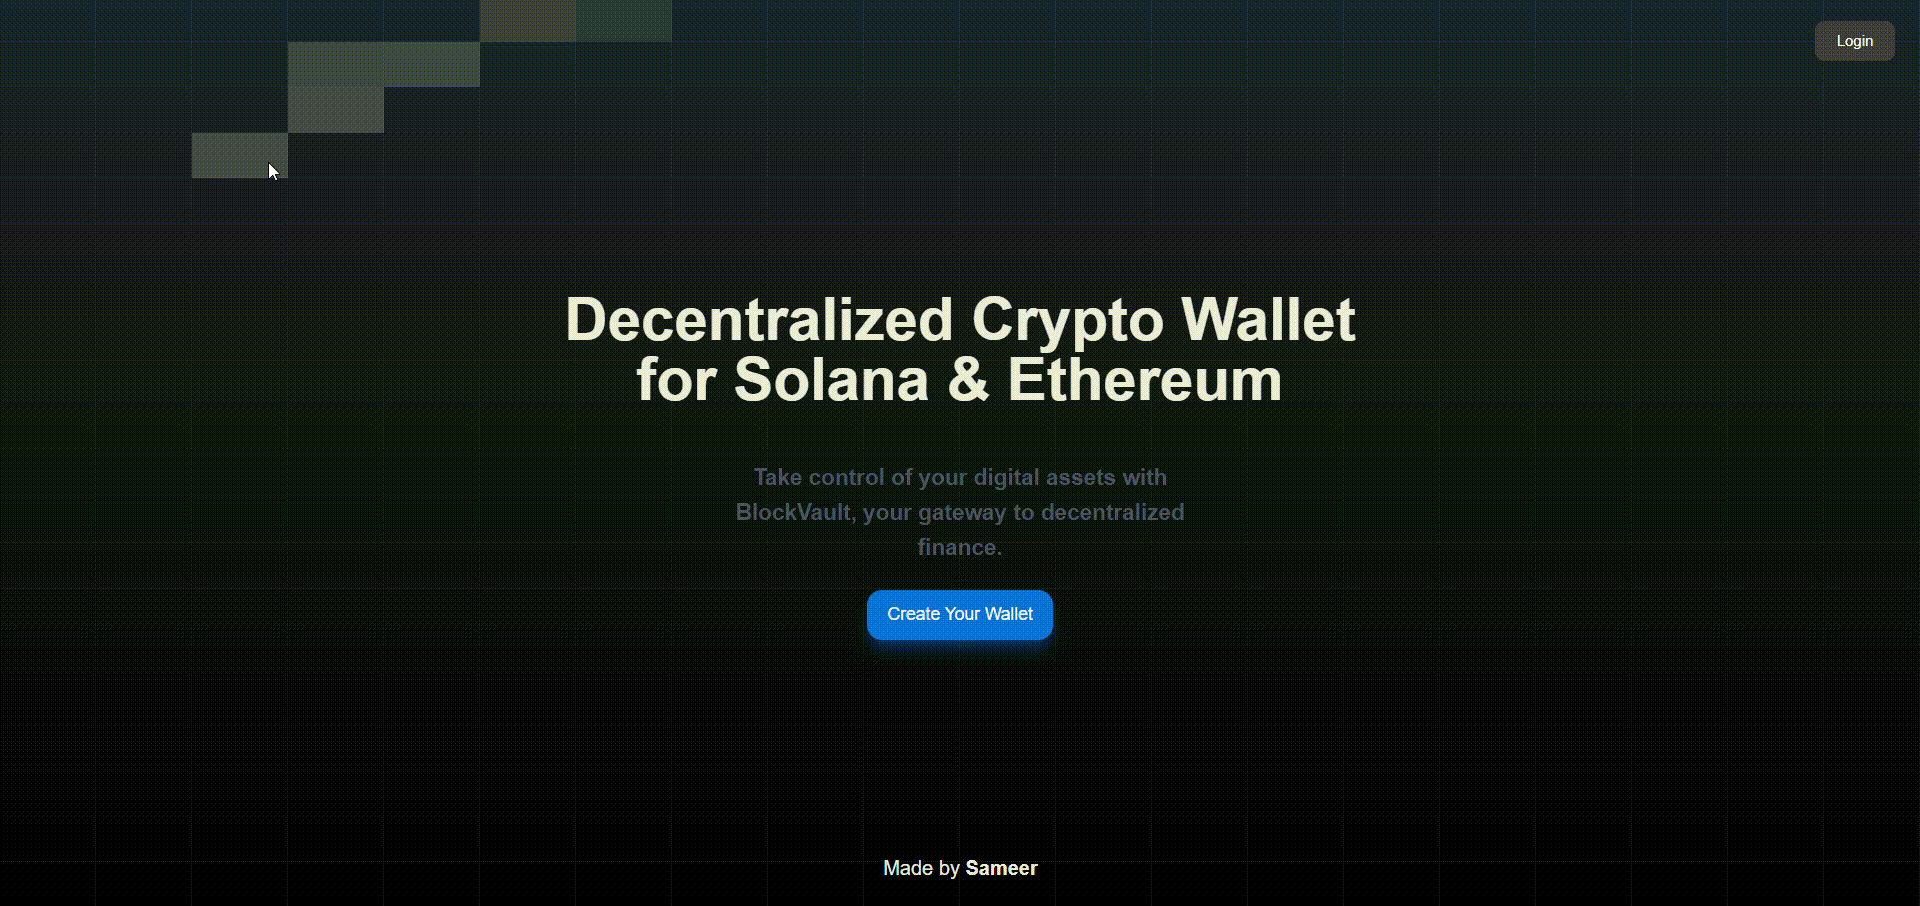 Login
Decentralized Crypto Wallet
for Solana & Ethereum
Take control of your digital assets with
BlockVault, your gateway to decentralized
finance.
Create Your Wallet
Made by Sameer